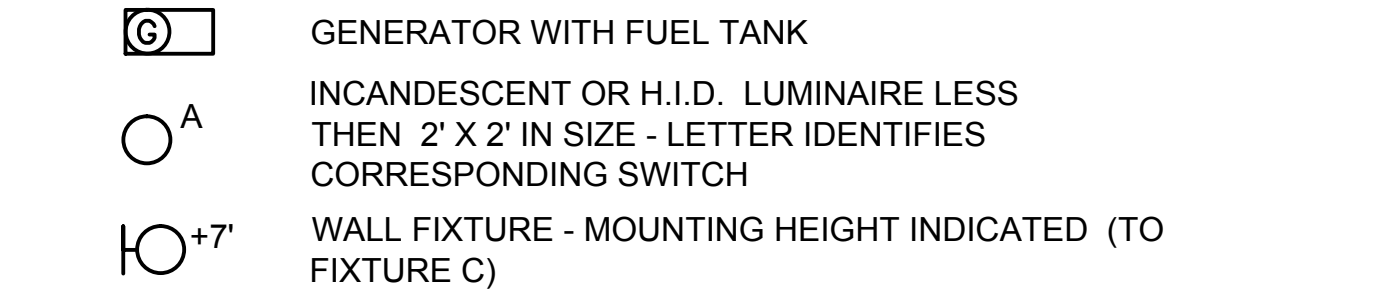 G GENERATOR WITH FUEL TANK
A INCANDESCENT OR H.I.D. LUMINAIRE LESS
THEN 2' X 2' IN SIZE - LETTER IDENTIFIES
CORRESPONDING SWITCH
+7' WALL FIXTURE - MOUNTING HEIGHT INDICATED (TO
FIXTURE C)